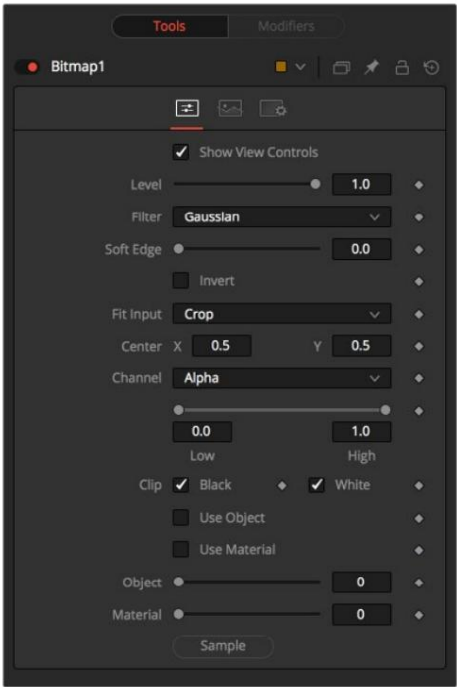 Tools Modifiers
Bitmap1
Show View Controls
Level 1.0
Filter Gaussian
Soft Edge 0.0
Invert
Fit Input Crop
Center X 0.5 Y 0.5
Channel Alpha
0.0 1.0
Low High
Clip Black White
Use Object
Use Material
Object 0
Material 0
Sample